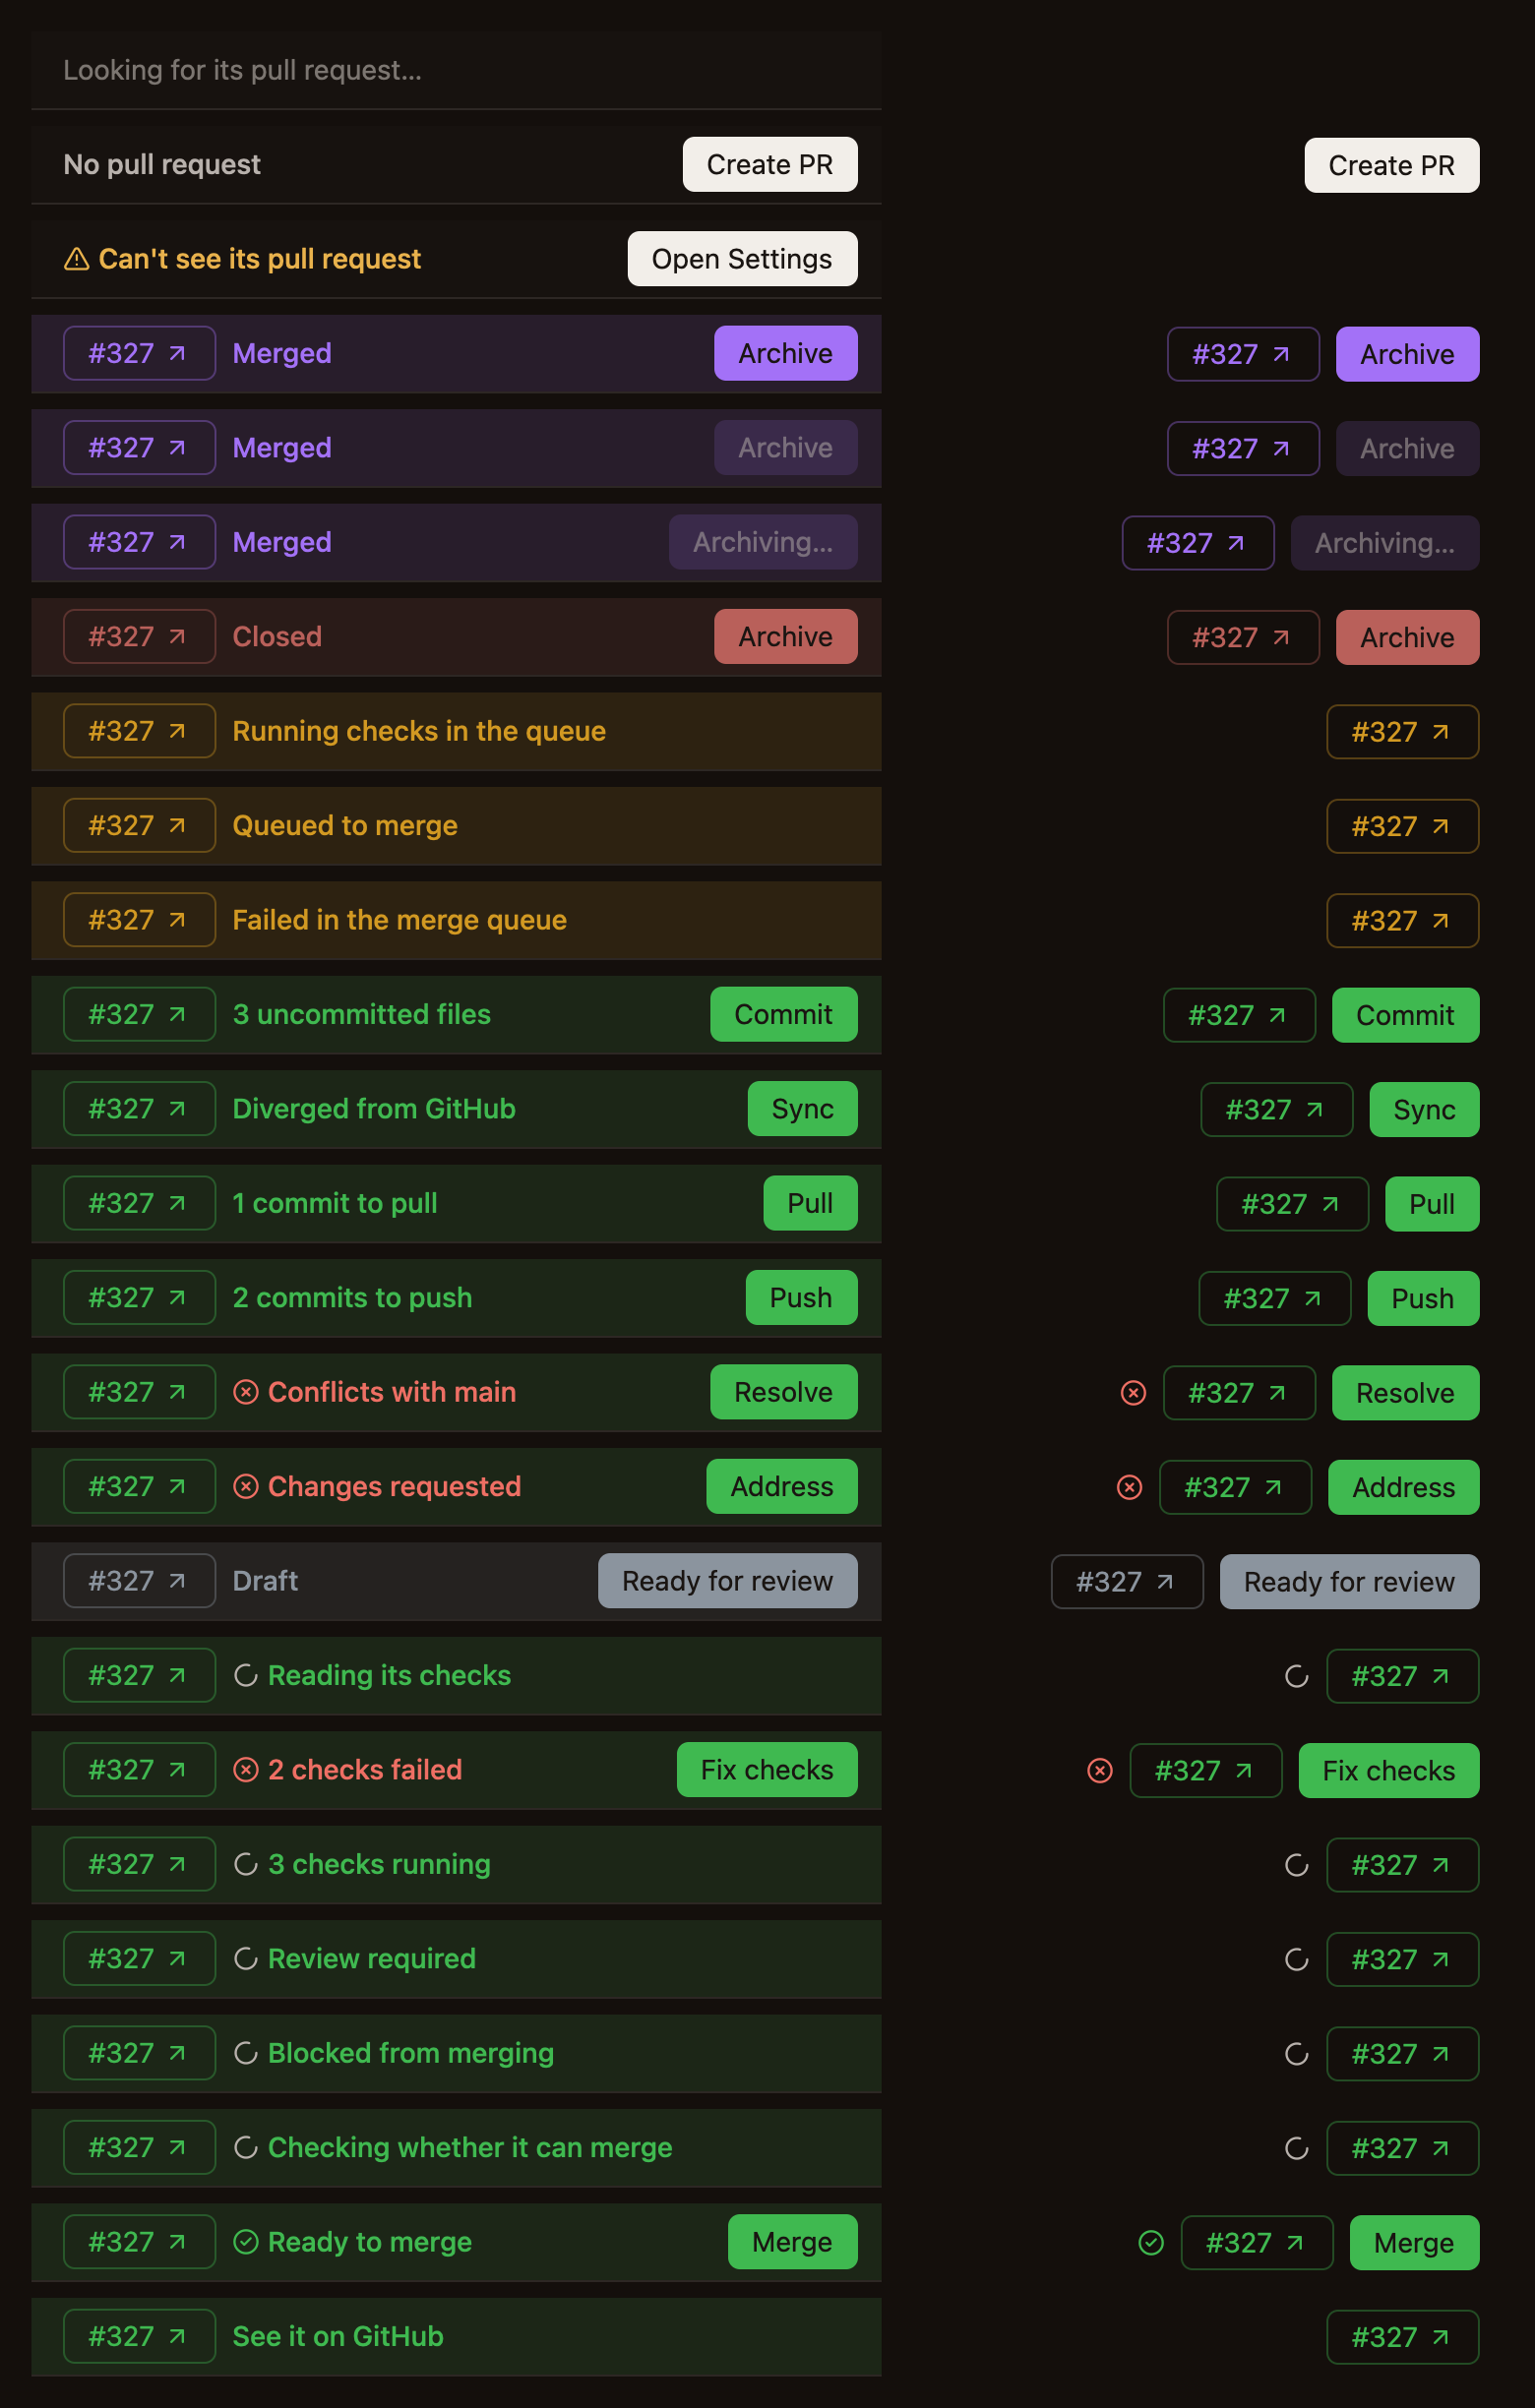 Looking for its pull request...
No pull request Create PR Create PR
Can't see its pull request Open Settings
#327 Merged Archive #327 Archive
#327 Merged Archive #327 Archive
#327 Merged Archiving... #327 Archiving...
#327 Closed Archive #327 Archive
#327 Running checks in the queue #327
#327 Queued to merge #327
#327 Failed in the merge queue #327
#327 3 uncommitted files Commit #327 Commit
#327 Diverged from GitHub Sync #327 Sync
#327 1 commit to pull Pull #327 Pull
#327 2 commits to push Push #327 Push
#327 Conflicts with main Resolve #327 Resolve
#327 Changes requested Address #327 Address
#327 Draft Ready for review #327 Ready for review
#327 Reading its checks #327
#327 2 checks failed Fix checks #327 Fix checks
#327 3 checks running #327
#327 Review required #327
#327 Blocked from merging #327
#327 Checking whether it can merge #327
#327 Ready to merge Merge #327 Merge
#327 See it on GitHub #327